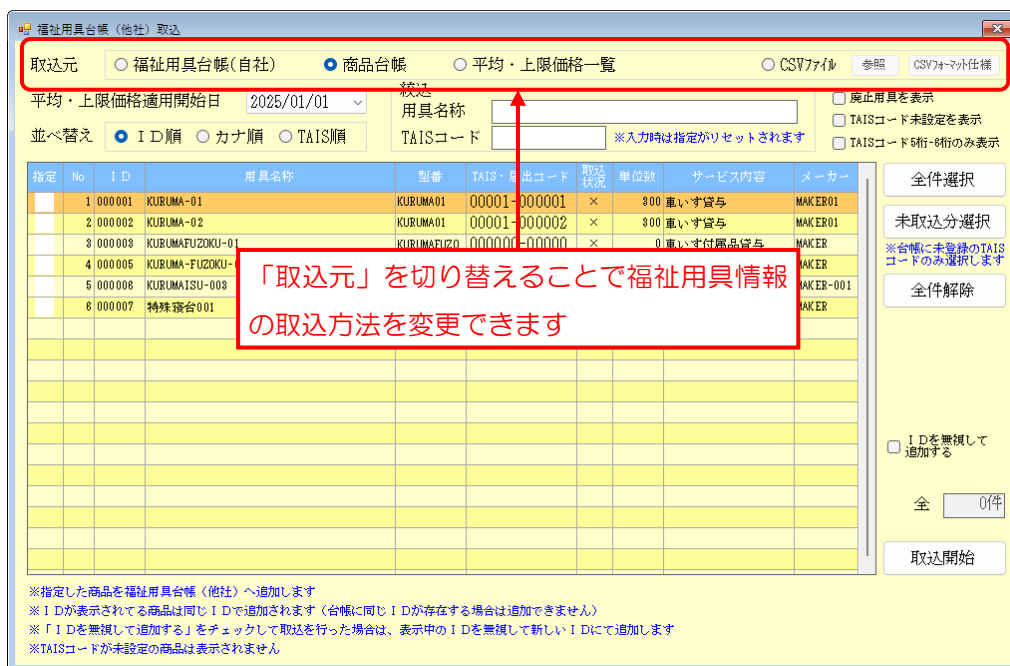 福祉用具台帳（他社）取込
取込元 福祉用具台帳(自社) 商品台帳 平均・上限価格一覧 CSVファイル 参照 CSVフォーマット仕様
平均・上限価格適用開始日 2025/01/01
絞込
用具名称
廃止用具を表示
TAISコード未設定を表示
並べ替え ＩＤ順 カナ順 TAIS順
TAISコード ※入力時は指定がリセットされます
TAISコード5桁-6桁のみ表示
指定 No ＩＤ 用具名称 型番 TAIS・届出コード 取込状況 単位数 サービス内容 メーカー
1 000001 KURUMA-01 KURUMA01 00001-000001 × 300 車いす貸与 MAKER01
2 000002 KURUMA-02 KURUMA01 00001-000002 × 300 車いす貸与 MAKER01
3 000003 KURUMAFUZOKU-01 KURUMAFUZO 000000-00000 × 0 車いす付属品貸与 MAKER
4 000005 KURUMA-FUZOKU- MAKER
5 000006 KURUMAISU-003 MAKER-001
6 000007 特殊寝台001 MAKER
「取込元」を切り替えることで福祉用具情報
の取込方法を変更できます
全件選択
未取込分選択
※台帳に未登録のTAIS
コードのみ選択します
全件解除
ＩＤを無視して
追加する
全 0件
取込開始
※指定した商品を福祉用具台帳（他社）へ追加します
※ＩＤが表示されてる商品は同じＩＤで追加されます（台帳に同じＩＤが存在する場合は追加できません）
※「ＩＤを無視して追加する」をチェックして取込を行った場合は、表示中のＩＤを無視して新しいＩＤにて追加します
※TAISコードが未設定の商品は表示されません